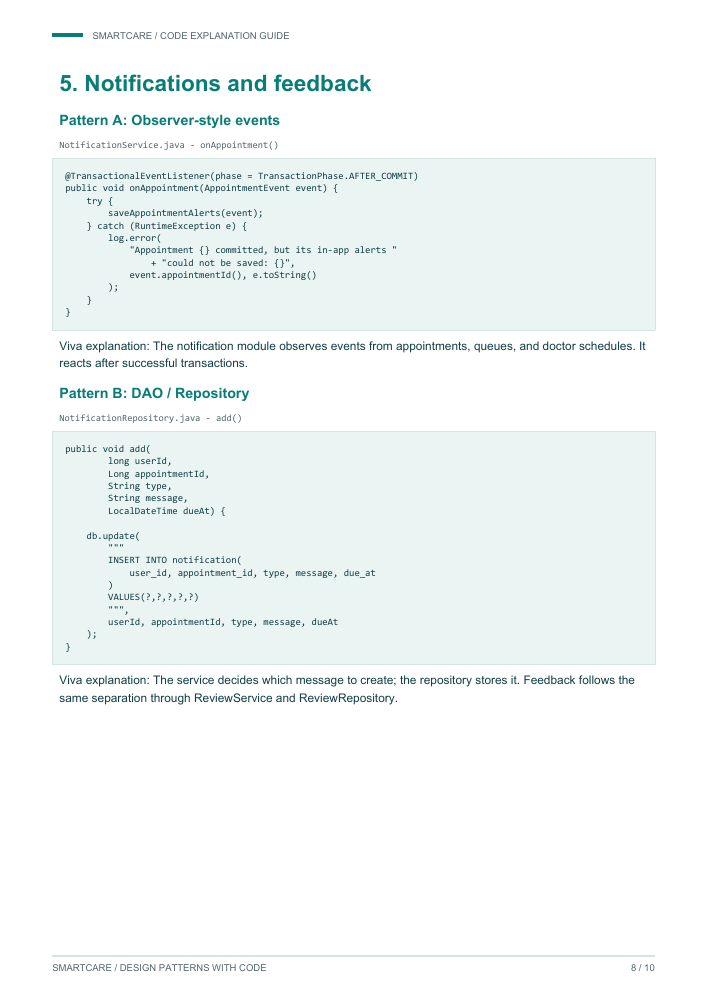 SMARTCARE / CODE EXPLANATION GUIDE
5. Notifications and feedback
Pattern A: Observer-style events
NotificationService.java - onAppointment()
@TransactionalEventListener(phase = TransactionPhase.AFTER_COMMIT)
public void onAppointment(AppointmentEvent event) {
    try {
        saveAppointmentAlerts(event);
    } catch (RuntimeException e) {
        log.error(
            "Appointment {} committed, but its in-app alerts "
                + "could not be saved: {}",
            event.appointmentId(), e.toString()
        );
    }
}
Viva explanation: The notification module observes events from appointments, queues, and doctor schedules. It
reacts after successful transactions.
Pattern B: DAO / Repository
NotificationRepository.java - add()
public void add(
        long userId,
        Long appointmentId,
        String type,
        String message,
        LocalDateTime dueAt) {

    db.update(
        """
        INSERT INTO notification(
            user_id, appointment_id, type, message, due_at
        )
        VALUES(?,?,?,?,?)
        """,
        userId, appointmentId, type, message, dueAt
    );
}
Viva explanation: The service decides which message to create; the repository stores it. Feedback follows the
same separation through ReviewService and ReviewRepository.
SMARTCARE / DESIGN PATTERNS WITH CODE
8 / 10